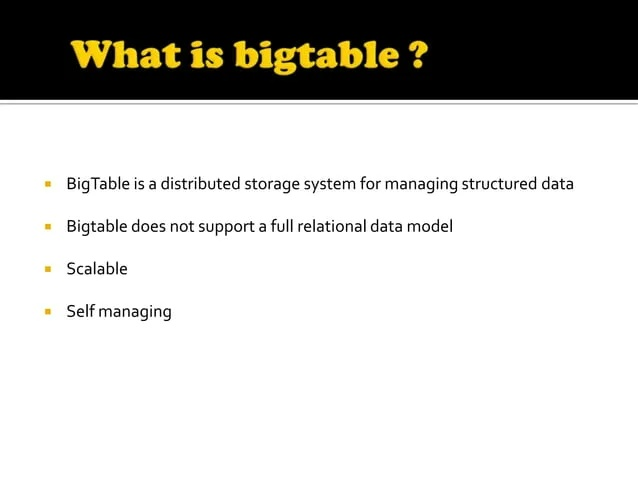 What is bigtable ?
BigTable is a distributed storage system for managing structured data
Bigtable does not support a full relational data model
Scalable
Self managing